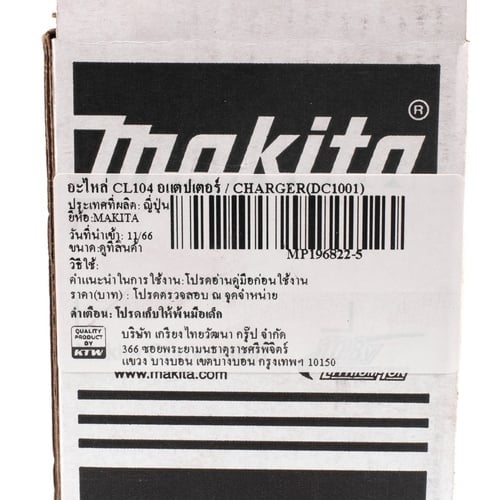 makita®
อะไหล่ CL104 อแดปเตอร์ / CHARGER(DC1001)
ประเทศที่ผลิต: ญี่ปุ่น
ยี่ห้อ:MAKITA
วันที่นำเข้า: 11/66
ขนาด:ดูที่สินค้า
MP196822-5
วิธีใช้:
คำแนะนำในการใช้งาน:โปรดอ่านคู่มือก่อนใช้งาน
ราคา(บาท) : โปรดตรวจสอบ ณ จุดจำหน่าย
คำเตือน: โปรดเก็บให้พ้นมือเด็ก
QUALITY PRODUCT BY KTW
บริษัท เกรียงไทยวัฒนา กรุ๊ป จำกัด
366 ซอยพระยามนธาตุราชศรีพิจิตร์
แขวง บางบอน เขตบางบอน กรุงเทพฯ 10150
www.makita.com